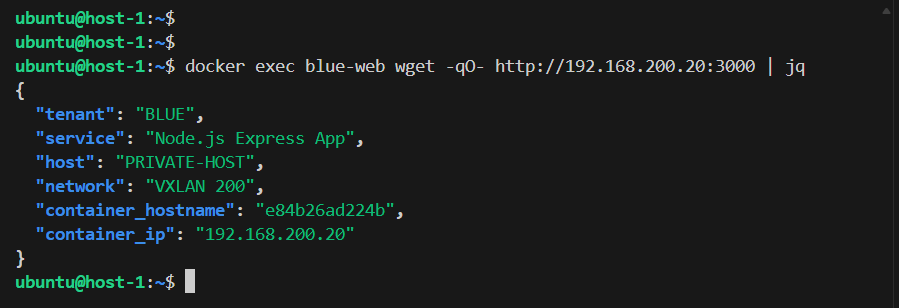 ubuntu@host-1:~$
ubuntu@host-1:~$
ubuntu@host-1:~$ docker exec blue-web wget -qO- http://192.168.200.20:3000 | jq
{
  "tenant": "BLUE",
  "service": "Node.js Express App",
  "host": "PRIVATE-HOST",
  "network": "VXLAN 200",
  "container_hostname": "e84b26ad224b",
  "container_ip": "192.168.200.20"
}
ubuntu@host-1:~$